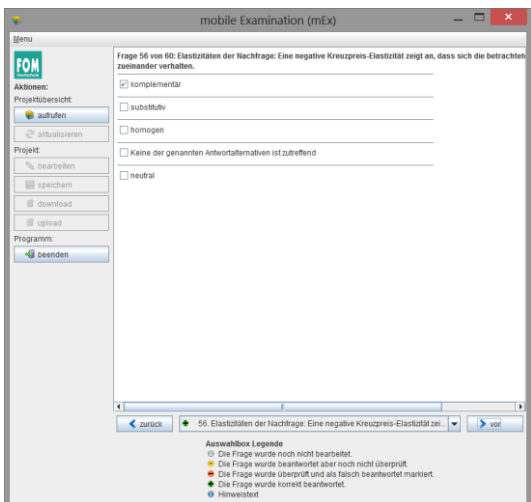 mobile Examination (mEx)
Menu
FOM
Hochschule
Aktionen:
Projektübersicht:
aufrufen
aktualisieren
Projekt:
bearbeiten
speichern
download
upload
Programm:
beenden
Frage 56 von 60: Elastizitäten der Nachfrage: Eine negative Kreuzpreis-Elastizität zeigt an, dass sich die betrachtete
zueinander verhalten.
komplementär
substitutiv
homogen
Keine der genannten Antwortalternativen ist zutreffend
neutral
zurück
56. Elastizitäten der Nachfrage: Eine negative Kreuzpreis-Elastizität zei...
vor
Auswahlbox Legende
Die Frage wurde noch nicht bearbeitet.
Die Frage wurde beantwortet aber noch nicht überprüft.
Die Frage wurde überprüft und als falsch beantwortet markiert.
Die Frage wurde korrekt beantwortet.
Hinweistext